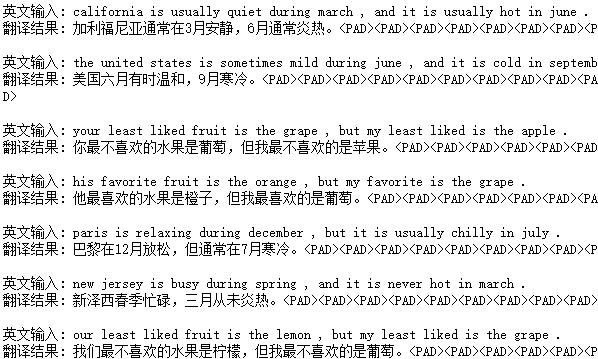 英文输入: california is usually quiet during march , and it is usually hot in june .
翻译结果: 加利福尼亚通常在3月安静，6月通常炎热。<PAD><PAD><PAD><PAD><PAD><PAD><PAD><P
英文输入: the united states is sometimes mild during june , and it is cold in septemb
翻译结果: 美国六月有时温和，9月寒冷。<PAD><PAD><PAD><PAD><PAD><PAD><PAD><PAD><PAD><PA
D>
英文输入: your least liked fruit is the grape , but my least liked is the apple .
翻译结果: 你最不喜欢的水果是葡萄，但我最不喜欢的是苹果。<PAD><PAD><PAD><PAD><PAD><PAD
英文输入: his favorite fruit is the orange , but my favorite is the grape .
翻译结果: 他最喜欢的水果是橙子，但我最喜欢的是葡萄。<PAD><PAD><PAD><PAD><PAD><PAD><PA
英文输入: paris is relaxing during december , but it is usually chilly in july .
翻译结果: 巴黎在12月放松，但通常在7月寒冷。<PAD><PAD><PAD><PAD><PAD><PAD><PAD><PAD><P
英文输入: new jersey is busy during spring , and it is never hot in march .
翻译结果: 新泽西春季忙碌，三月从未炎热。<PAD><PAD><PAD><PAD><PAD><PAD><PAD><PAD><PAD
英文输入: our least liked fruit is the lemon , but my least liked is the grape .
翻译结果: 我们最不喜欢的水果是柠檬，但我最不喜欢的是葡萄。<PAD><PAD><PAD><PAD><PAD><P